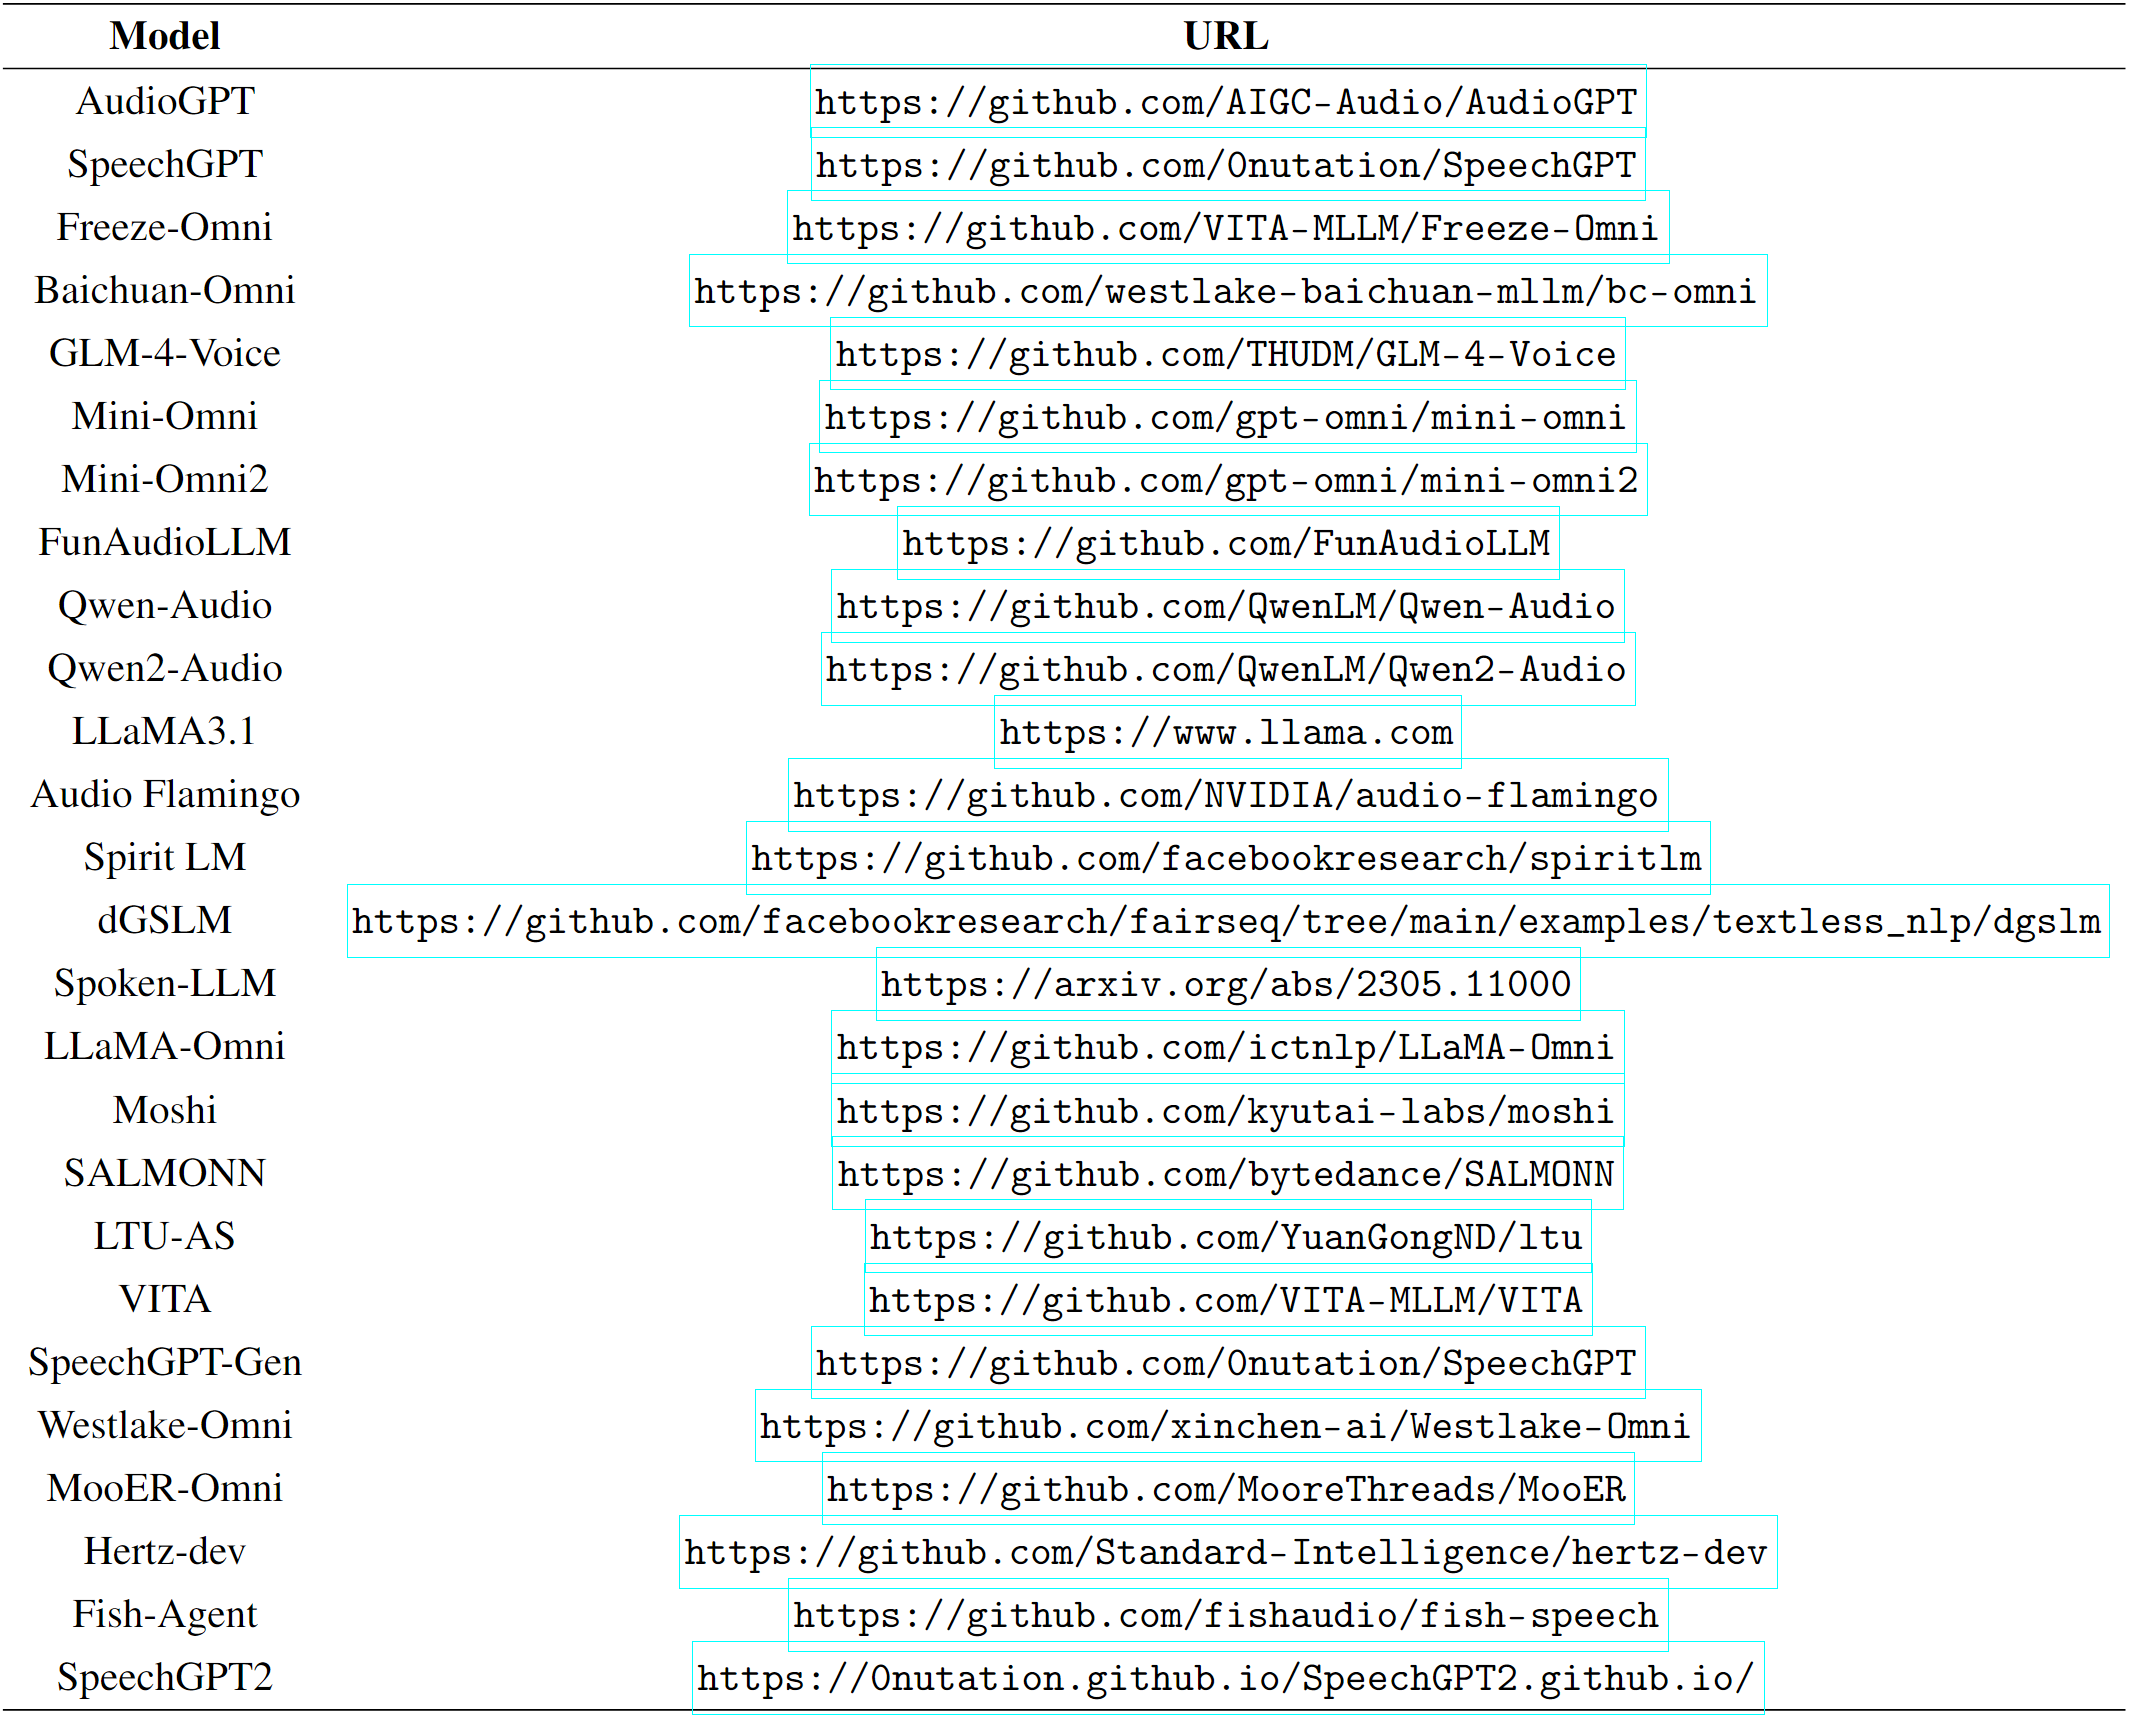 Model URL
AudioGPT https://github.com/AIGC-Audio/AudioGPT
SpeechGPT https://github.com/0nutation/SpeechGPT
Freeze-Omni https://github.com/VITA-MLLM/Freeze-Omni
Baichuan-Omni https://github.com/westlake-baichuan-mllm/bc-omni
GLM-4-Voice https://github.com/THUDM/GLM-4-Voice
Mini-Omni https://github.com/gpt-omni/mini-omni
Mini-Omni2 https://github.com/gpt-omni/mini-omni2
FunAudioLLM https://github.com/FunAudioLLM
Qwen-Audio https://github.com/QwenLM/Qwen-Audio
Qwen2-Audio https://github.com/QwenLM/Qwen2-Audio
LLaMA3.1 https://www.llama.com
Audio Flamingo https://github.com/NVIDIA/audio-flamingo
Spirit LM https://github.com/facebookresearch/spiritlm
dGSLM https://github.com/facebookresearch/fairseq/tree/main/examples/textless_nlp/dgslm
Spoken-LLM https://arxiv.org/abs/2305.11000
LLaMA-Omni https://github.com/ictnlp/LLaMA-Omni
Moshi https://github.com/kyutai-labs/moshi
SALMONN https://github.com/bytedance/SALMONN
LTU-AS https://github.com/YuanGongND/ltu
VITA https://github.com/VITA-MLLM/VITA
SpeechGPT-Gen https://github.com/0nutation/SpeechGPT
Westlake-Omni https://github.com/xinchen-ai/Westlake-Omni
MooER-Omni https://github.com/MooreThreads/MooER
Hertz-dev https://github.com/Standard-Intelligence/hertz-dev
Fish-Agent https://github.com/fishaudio/fish-speech
SpeechGPT2 https://0nutation.github.io/SpeechGPT2.github.io/